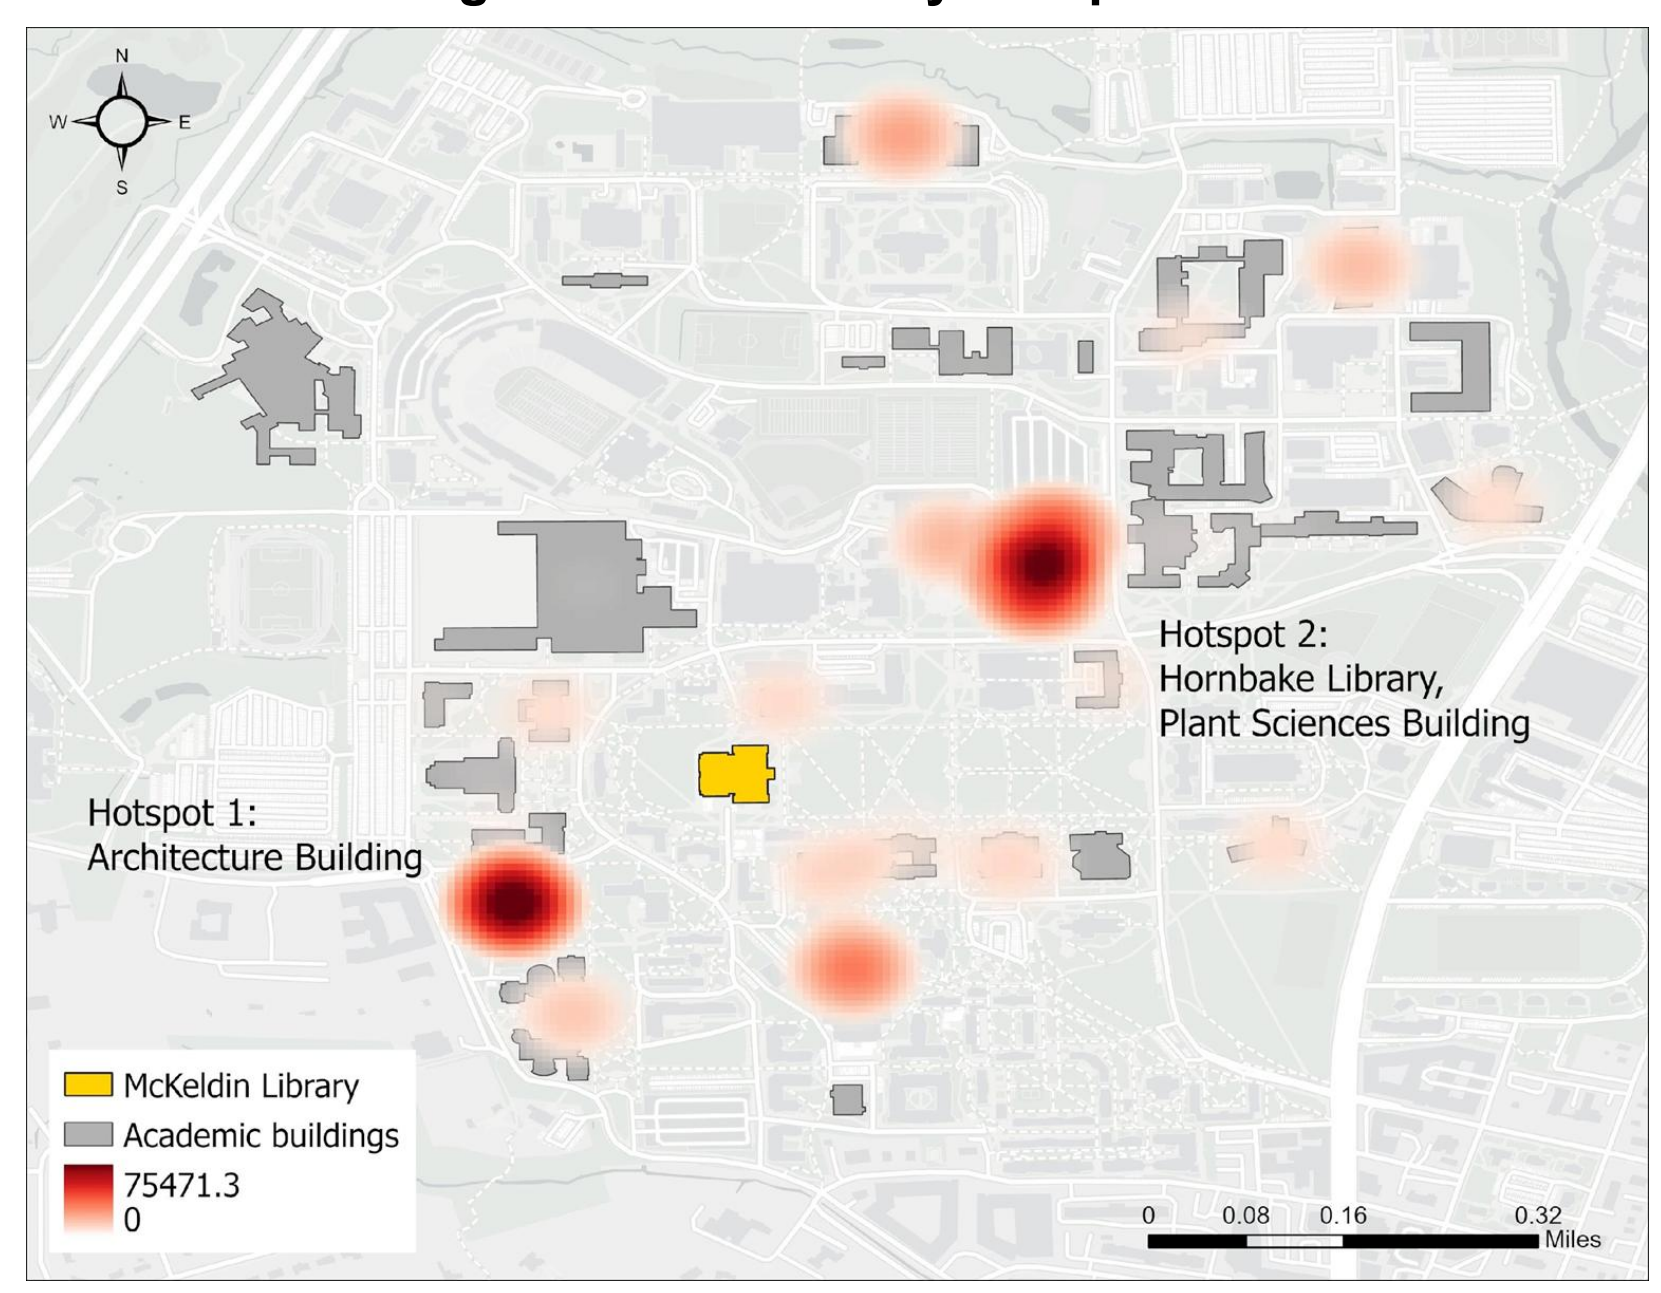 N
W E
S
Hotspot 2:
Hornbake Library,
Plant Sciences Building
Hotspot 1:
Architecture Building
McKeldin Library
Academic buildings
75471.3
0
0 0.08 0.16 0.32
Miles